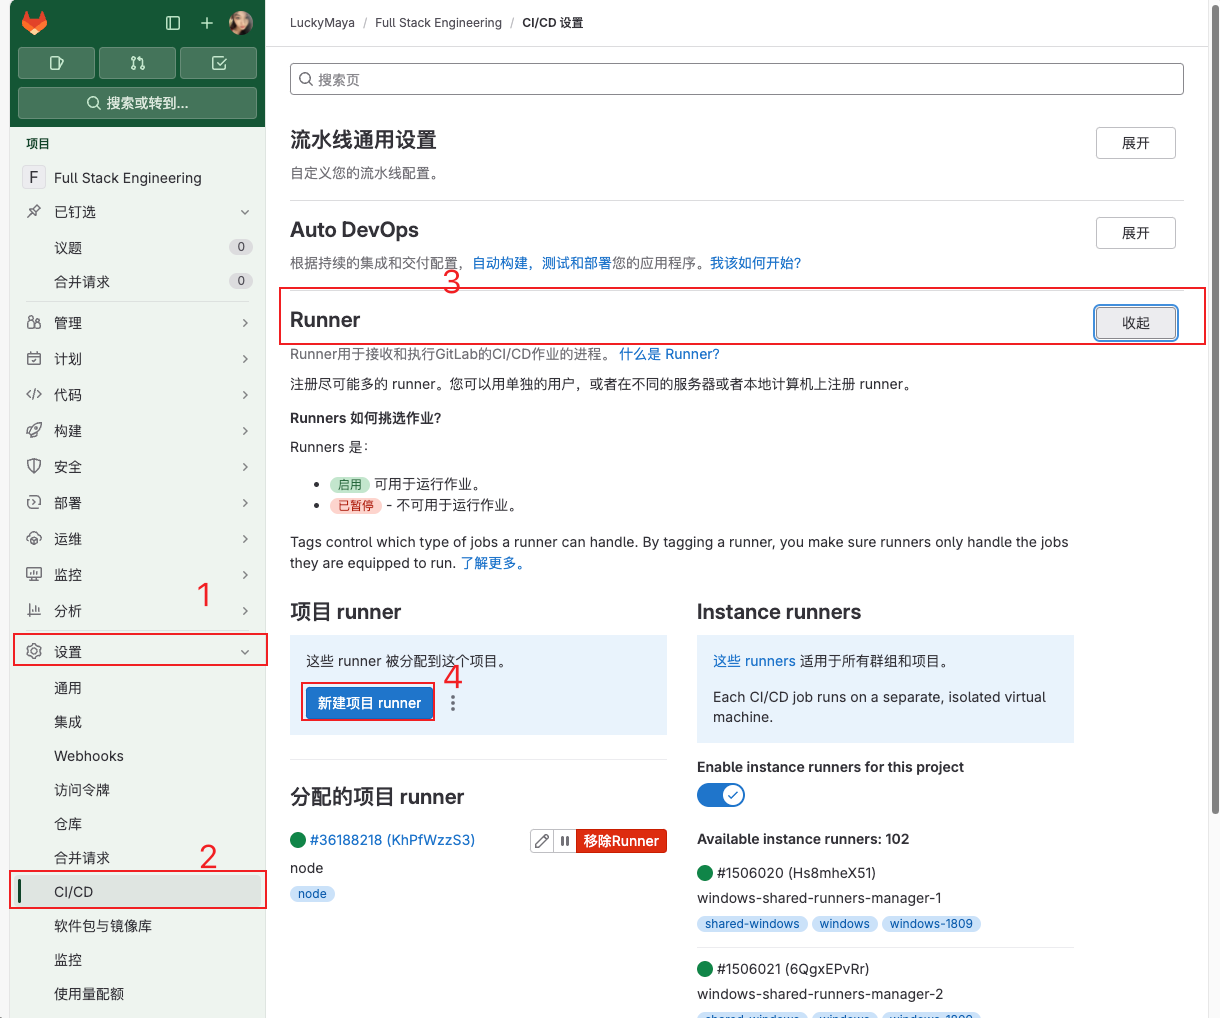 LuckyMaya / Full Stack Engineering / CI/CD 设置
搜索或转到...
项目
F Full Stack Engineering
已钉选
议题 0
合并请求 0
管理
计划
代码
构建
安全
部署
运维
监控
1
分析
设置
通用
集成
Webhooks
访问令牌
仓库
合并请求
2
CI/CD
软件包与镜像库
监控
使用量配额
搜索页
流水线通用设置
展开
自定义您的流水线配置。
Auto DevOps
展开
根据持续的集成和交付配置，自动构建，测试和部署您的应用程序。我该如何开始?
3
Runner
收起
Runner用于接收和执行GitLab的CI/CD作业的进程。 什么是 Runner?
注册尽可能多的 runner。您可以用单独的用户，或者在不同的服务器或者本地计算机上注册 runner。
Runners 如何挑选作业?
Runners 是：
启用 可用于运行作业。
已暂停 - 不可用于运行作业。
Tags control which type of jobs a runner can handle. By tagging a runner, you make sure runners only handle the jobs
they are equipped to run. 了解更多。
项目 runner
这些 runner 被分配到这个项目。
4
新建项目 runner
分配的项目 runner
#36188218 (KhPfWzzS3)
移除Runner
node
node
Instance runners
这些 runners 适用于所有群组和项目。
Each CI/CD job runs on a separate, isolated virtual
machine.
Enable instance runners for this project
Available instance runners: 102
#1506020 (Hs8mheX51)
windows-shared-runners-manager-1
shared-windows windows windows-1809
#1506021 (6QgxEPvRr)
windows-shared-runners-manager-2
shared-windows windows windows-1809